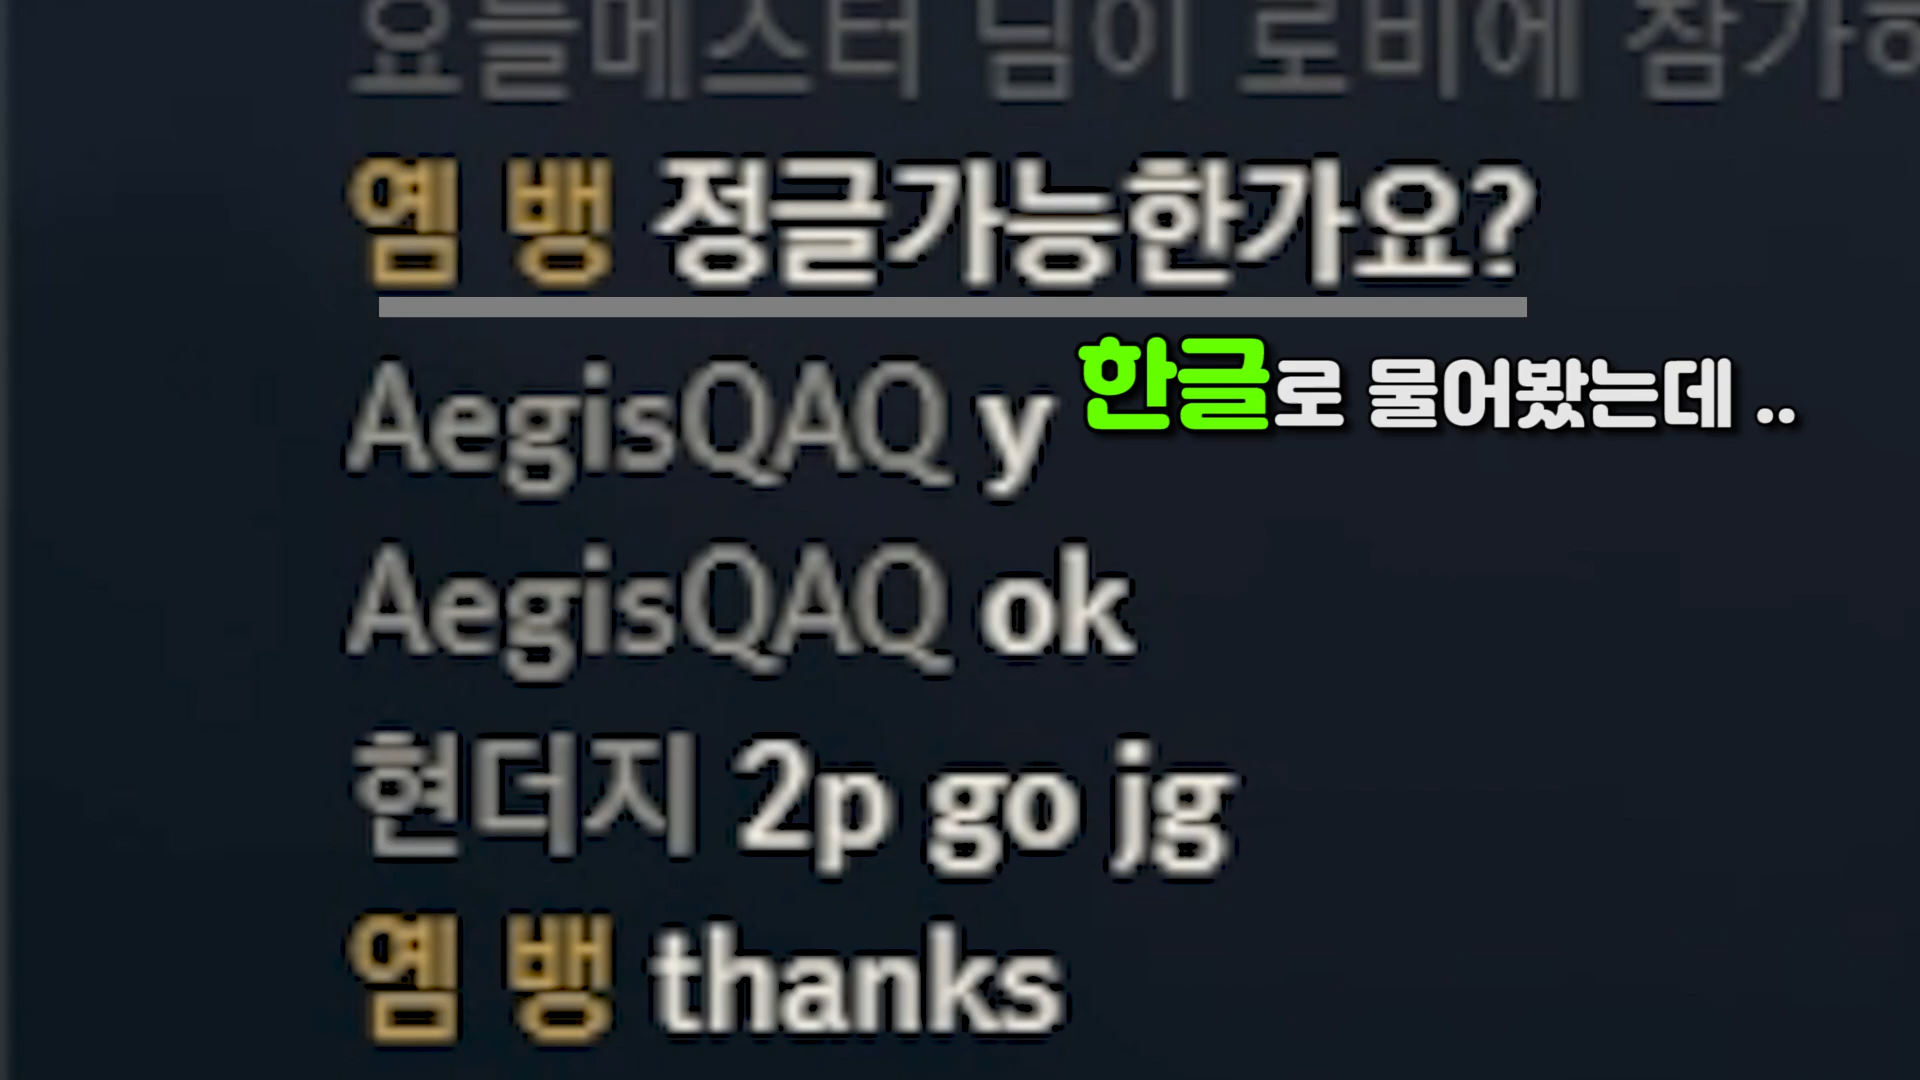 요들메스터 님이 로비에 참가하
염 뱅 정글가능한가요?
한글로 물어봤는데 ..
AegisQAQ y
AegisQAQ ok
현더지 2p go jg
염 뱅 thanks